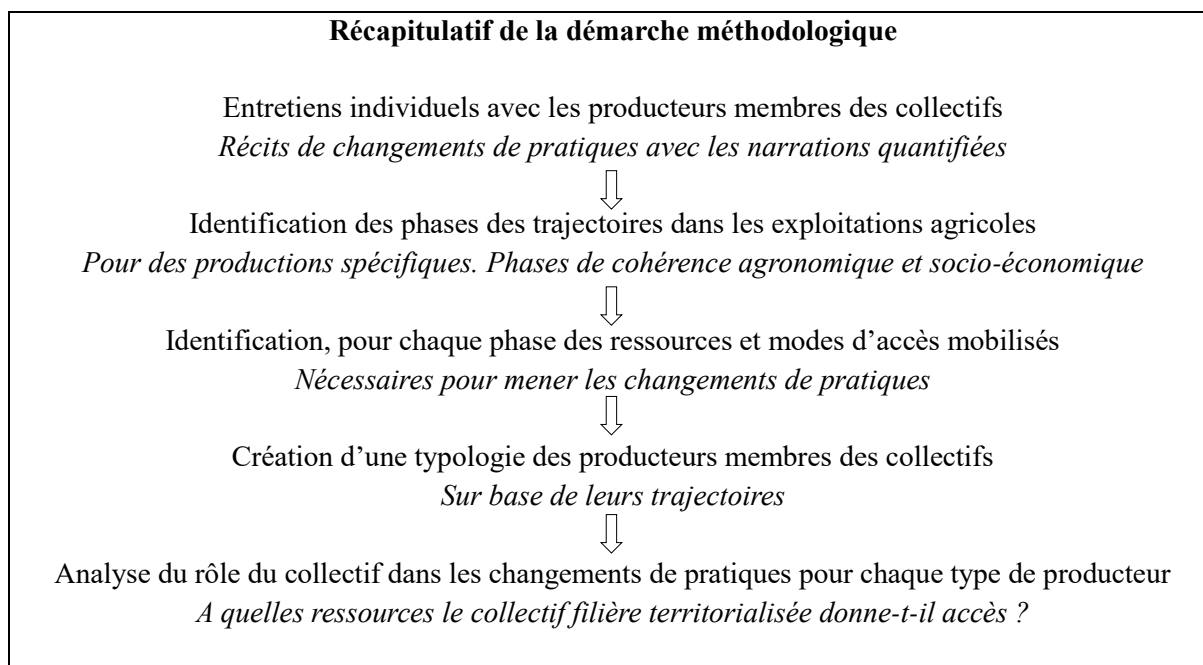 Récapitulatif de la démarche méthodologique
Entretiens individuels avec les producteurs membres des collectifs
Récits de changements de pratiques avec les narrations quantifiées
Identification des phases des trajectoires dans les exploitations agricoles
Pour des productions spécifiques. Phases de cohérence agronomique et socio-économique
Identification, pour chaque phase des ressources et modes d’accès mobilisés
Nécessaires pour mener les changements de pratiques
Création d’une typologie des producteurs membres des collectifs
Sur base de leurs trajectoires
Analyse du rôle du collectif dans les changements de pratiques pour chaque type de producteur
A quelles ressources le collectif filière territorialisée donne-t-il accès ?